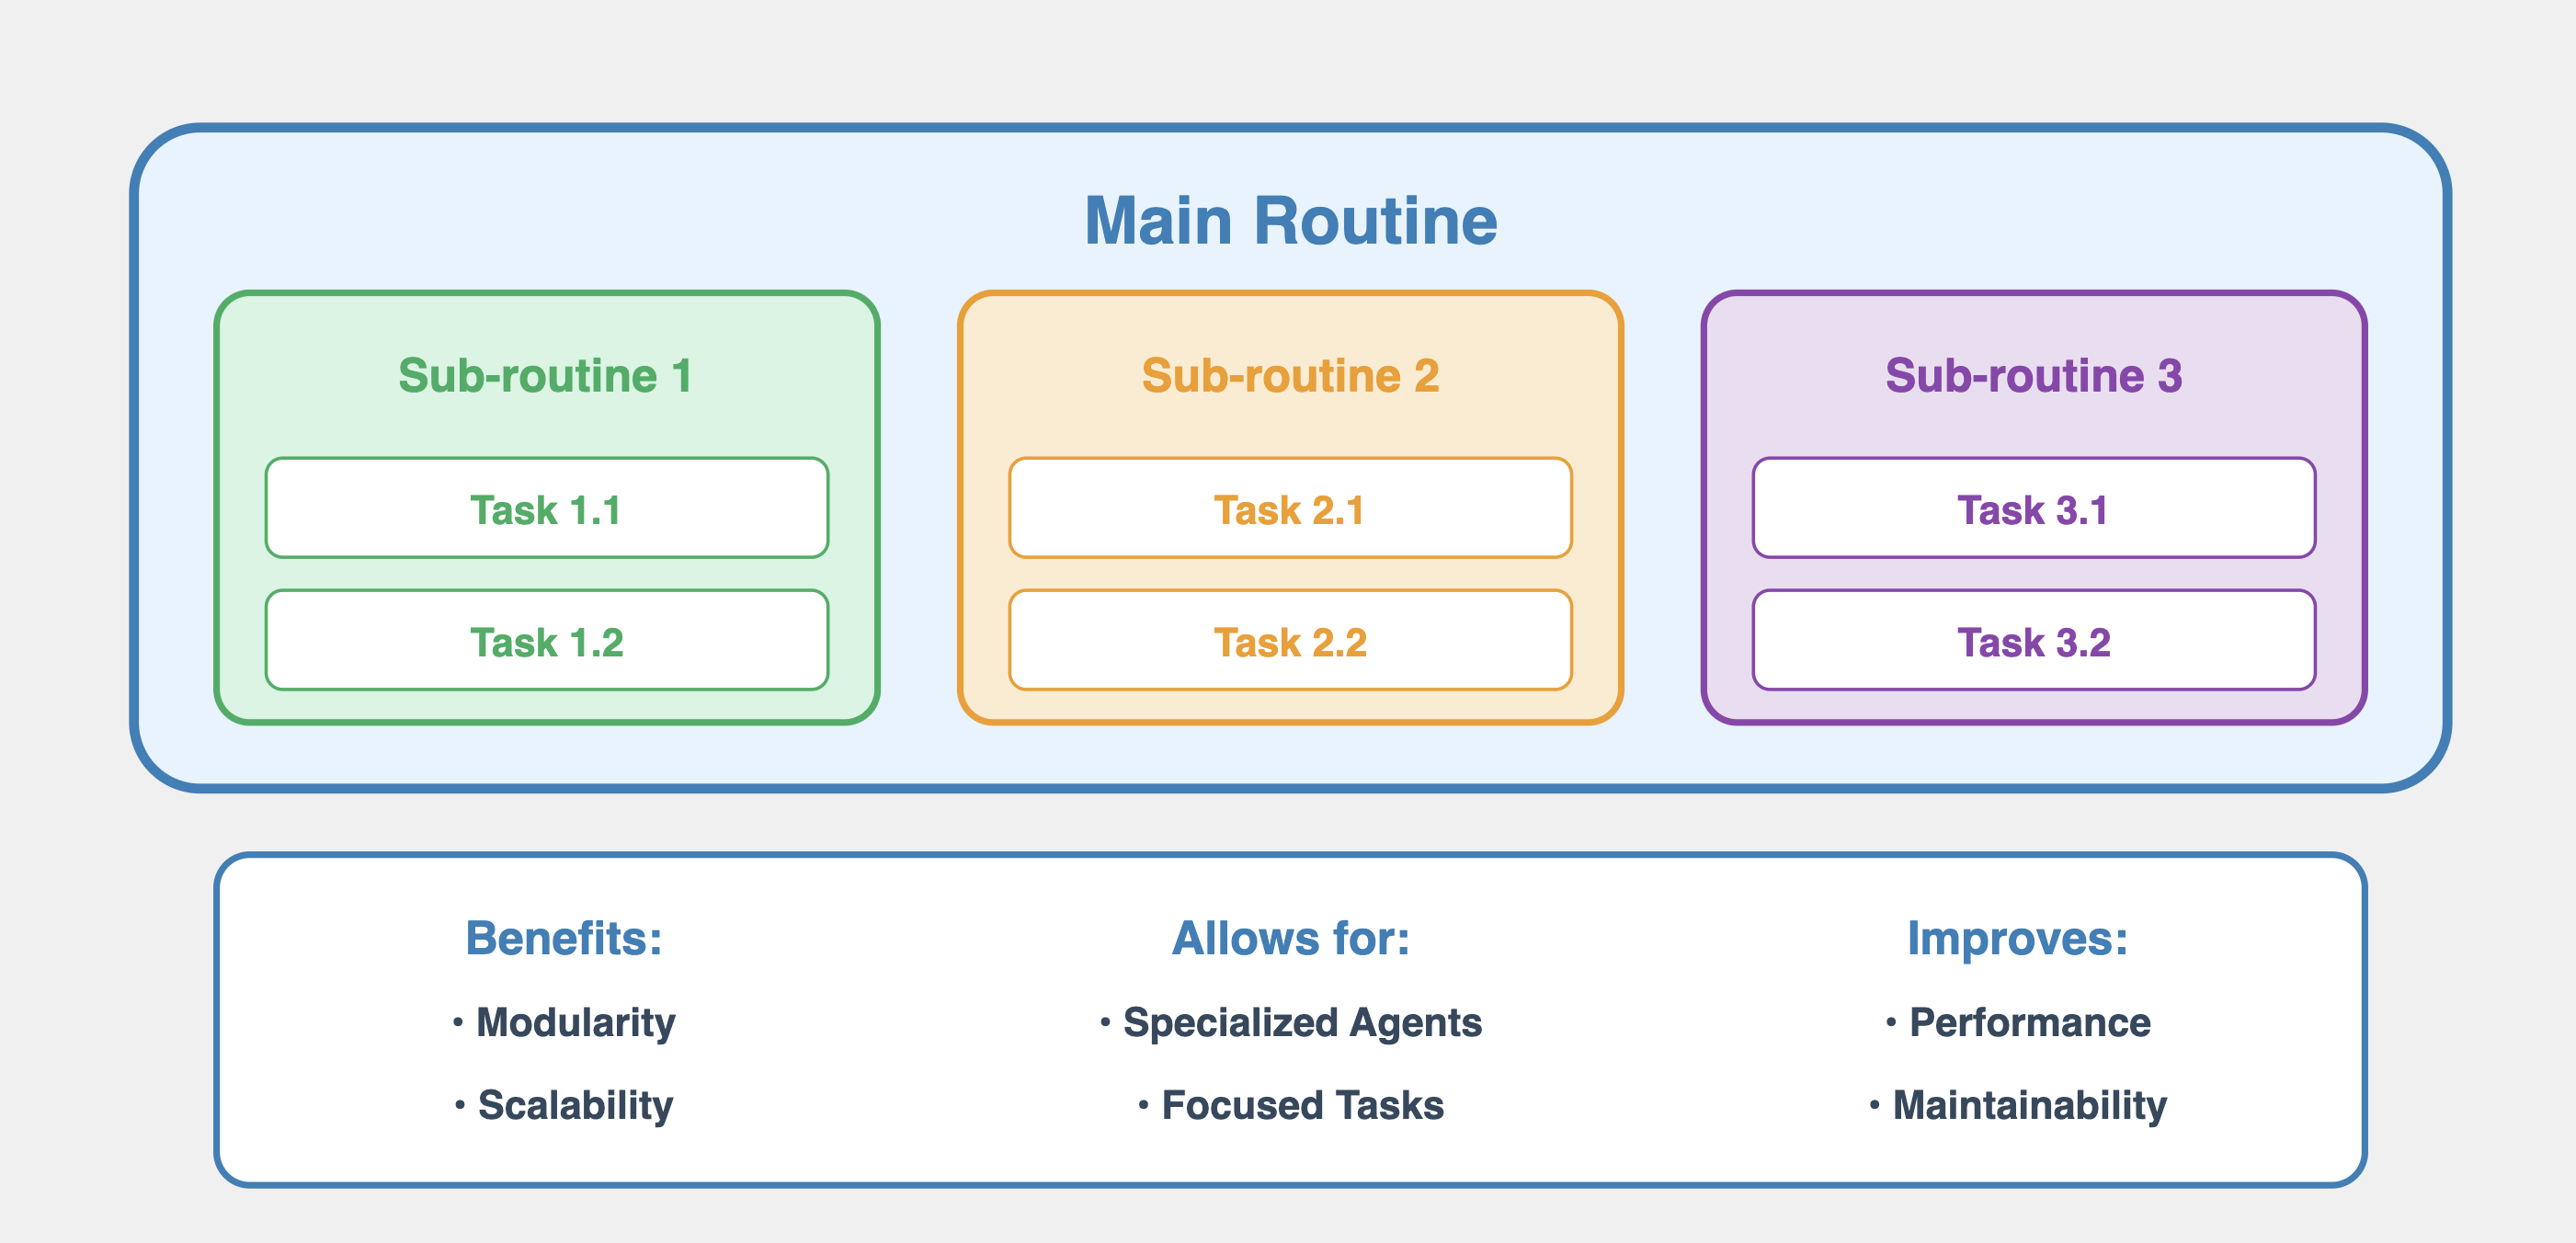 Main Routine
Sub-routine 1
Task 1.1
Task 1.2
Sub-routine 2
Task 2.1
Task 2.2
Sub-routine 3
Task 3.1
Task 3.2
Benefits:
• Modularity
• Scalability
Allows for:
• Specialized Agents
• Focused Tasks
Improves:
• Performance
• Maintainability